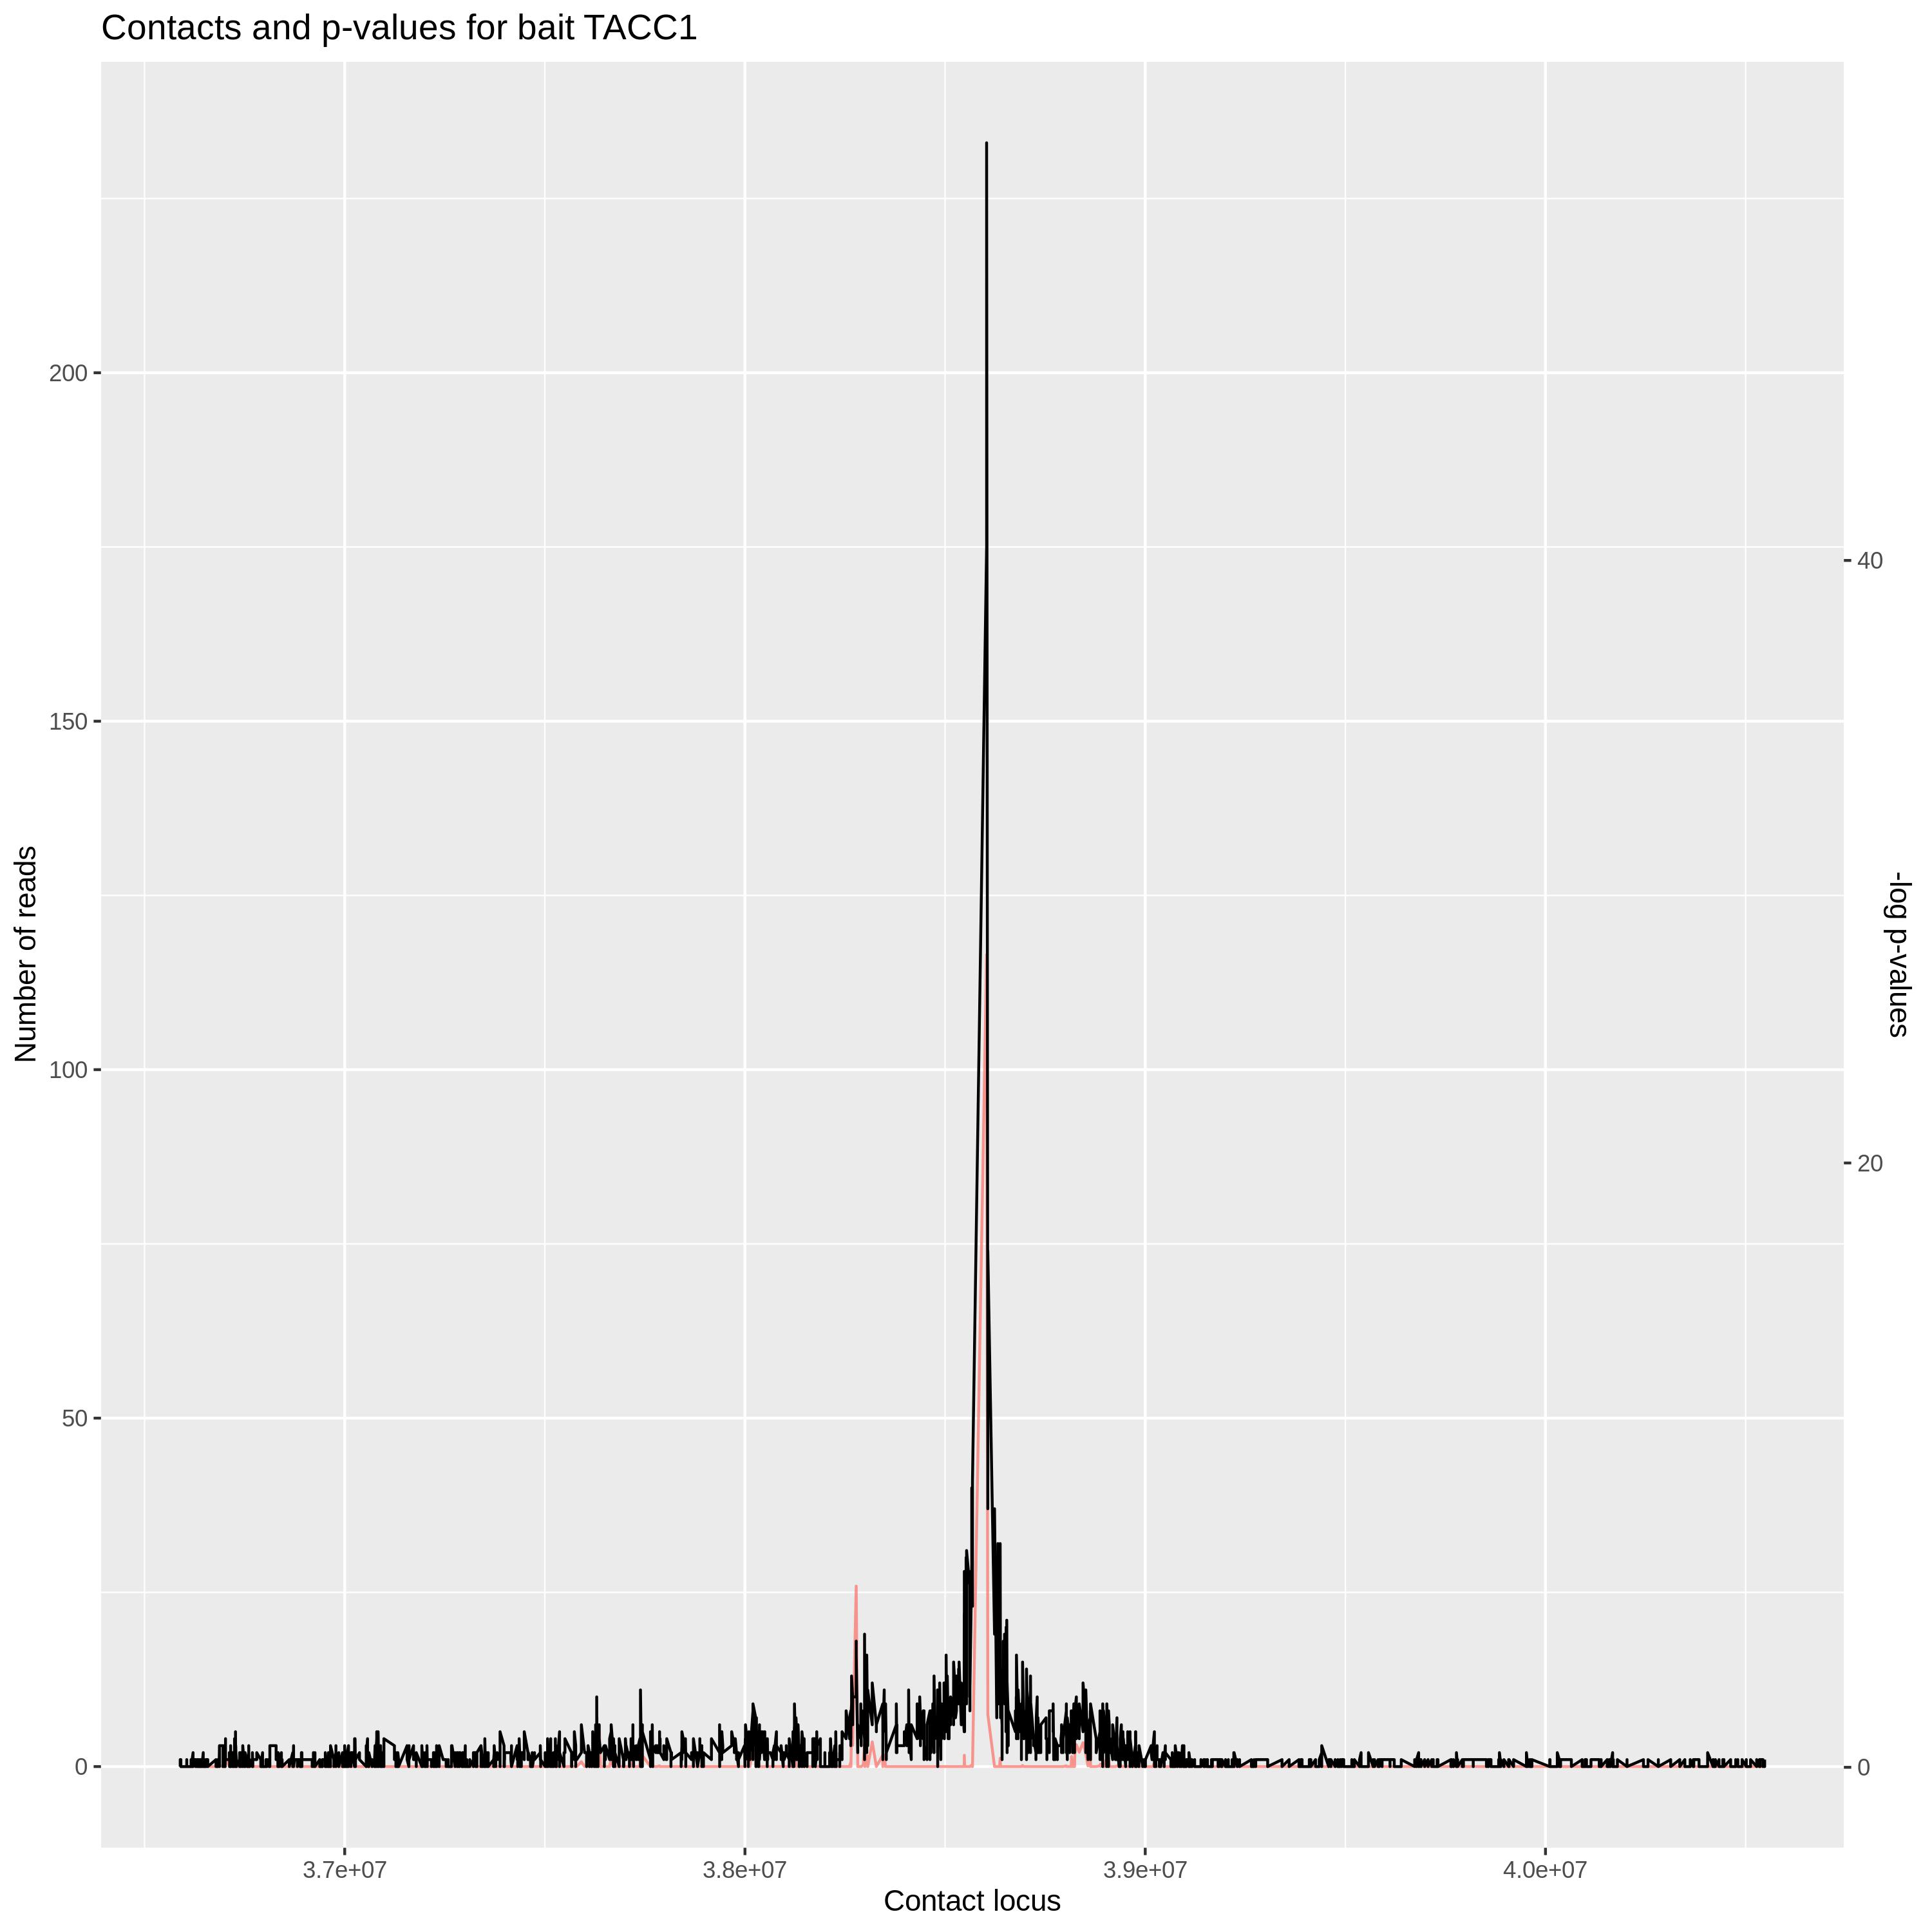 Contacts and p-values for bait TACC1
200
150
100
50
0
Number of reads
40
20
0
-log p-values
3.7e+07
3.8e+07
3.9e+07
4.0e+07
Contact locus